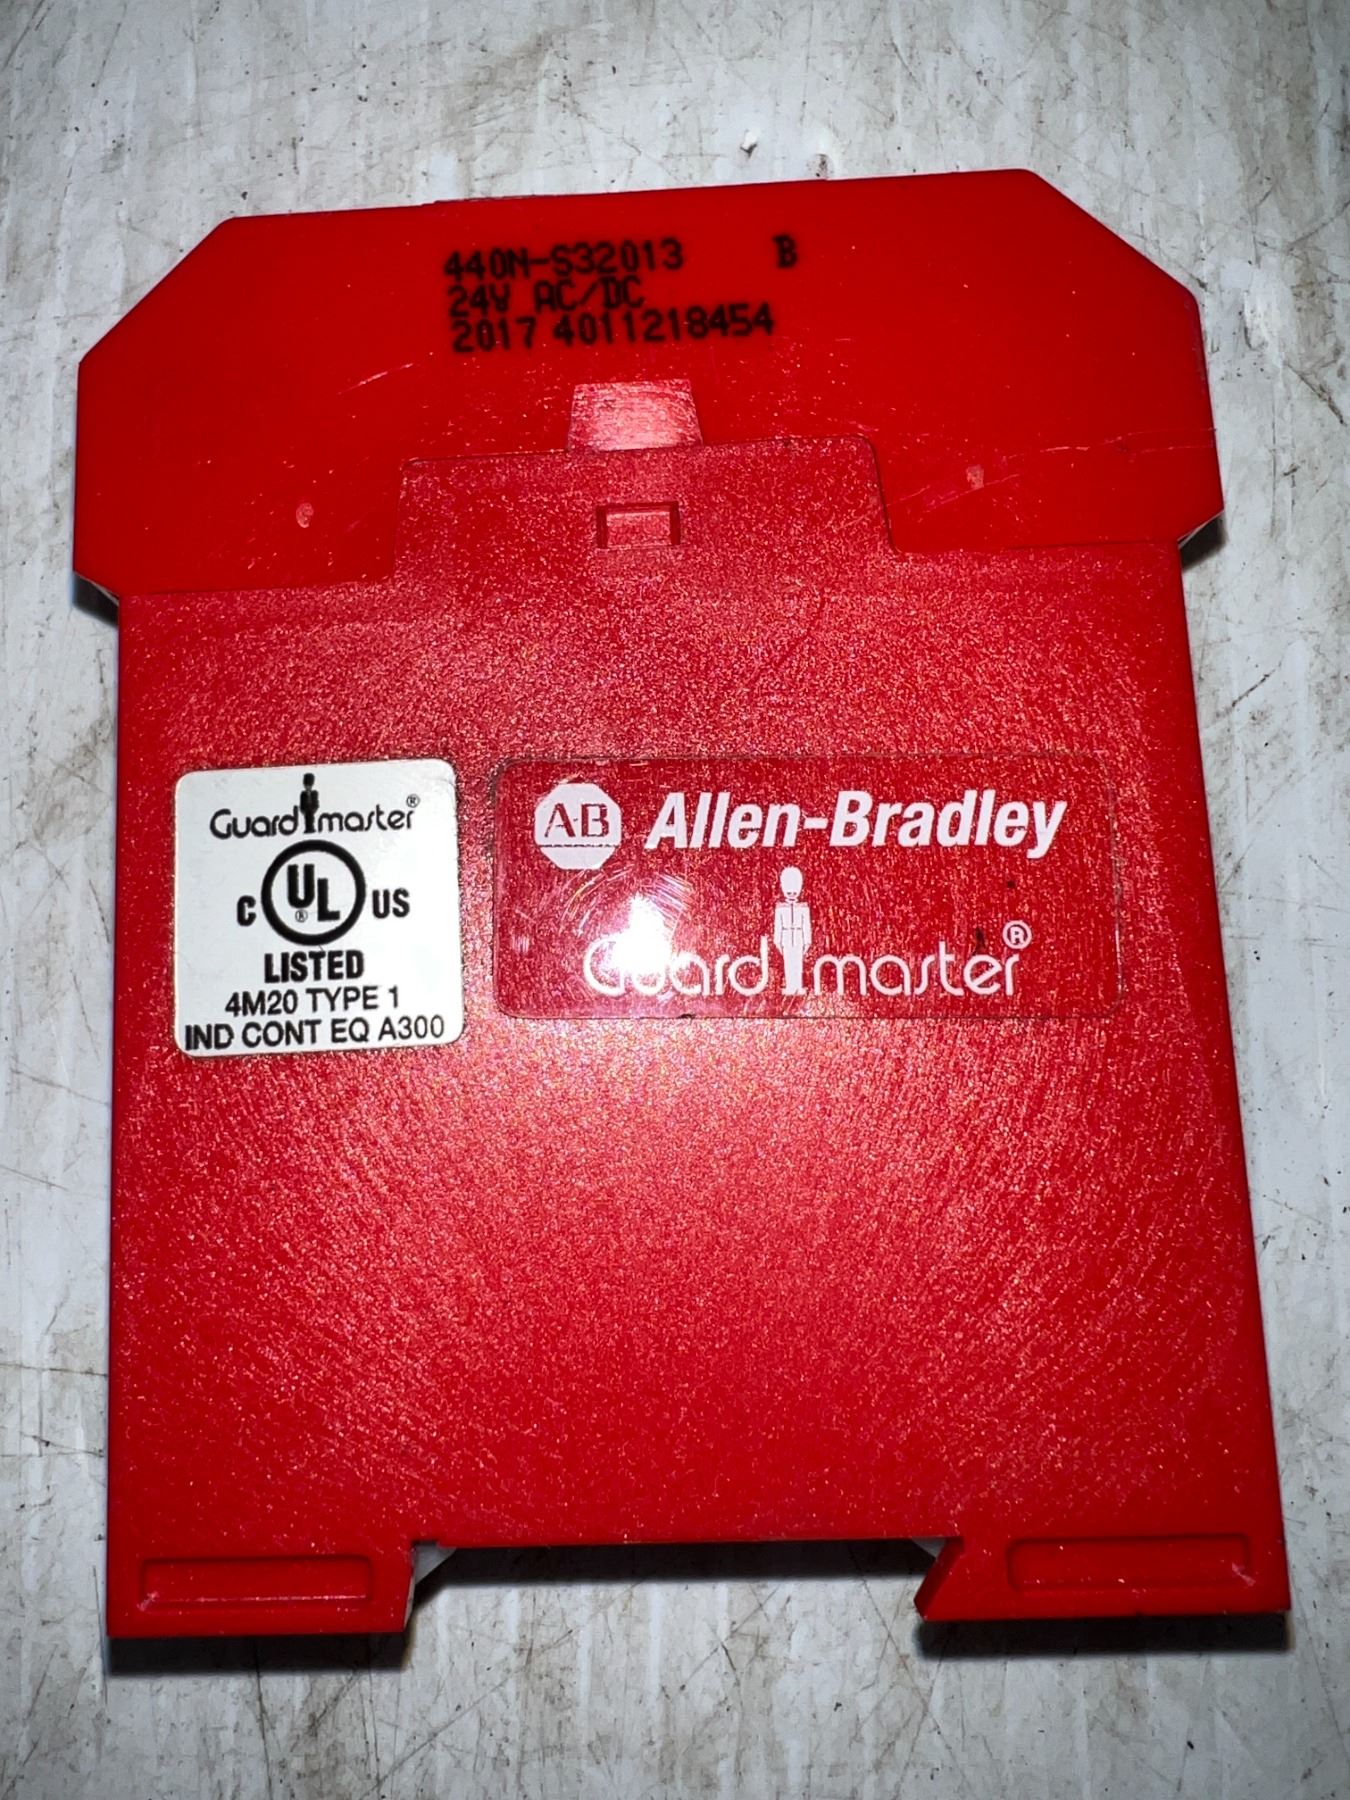 440N-S32013 B
24V AC/DC
2017 4011218454
Guardmaster®
C UL® US
LISTED
4M20 TYPE 1
IND CONT EQ A300
A-B Allen-Bradley
Guardmaster®